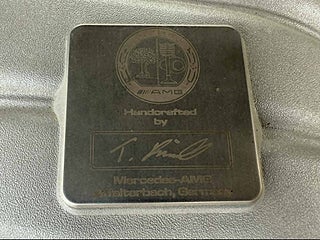 ///AMG
Handcrafted
by
T.
Mercedes-AMG
Affalterbach, Germany